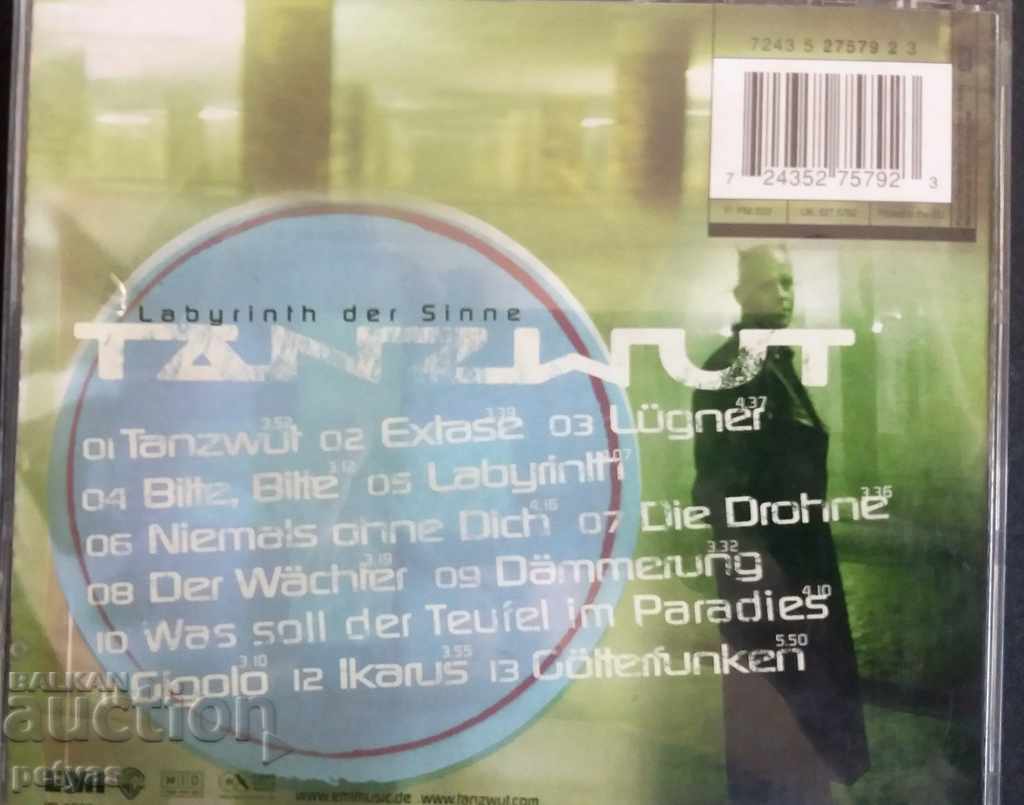 7243 5 27579 2 3
7 24352 75792 3
Labyrinth der Sinne
TANZWUT
01 Tanzwut 3.52 02 Extase 3.39 03 Lügner 4.37
04 Bitte, Bitte 3.12 05 Labyrinth
06 Niemals ohne Dich 4.16 07 Die Drohne 3.36
08 Der Wächter 3.19 09 Dämmerung 3.32
10 Was soll der Teufel im Paradies 4.10
Gigolo 3.10 12 Ikarus 3.55 13 Götterfunken 5.50
BALKAN
auction
petyas
www.emimusic.de www.tanzwut.com